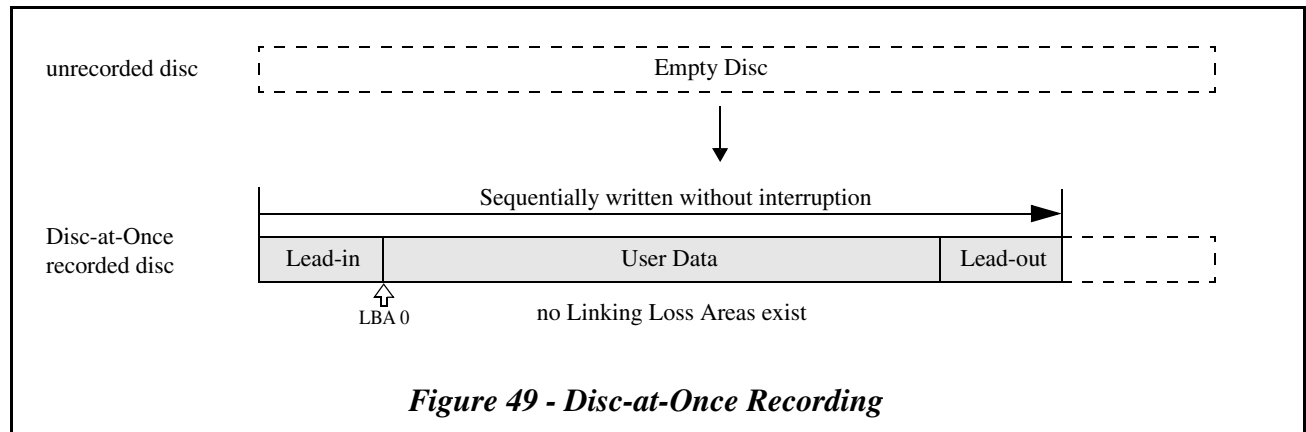 unrecorded disc
Empty Disc
Sequentially written without interruption
Disc-at-Once
recorded disc
Lead-in
User Data
Lead-out
LBA 0
no Linking Loss Areas exist
Figure 49 - Disc-at-Once Recording